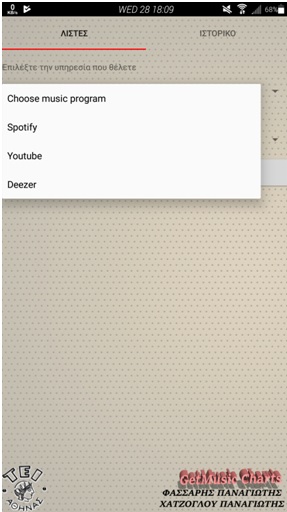 0
K/s
WED 28 18:09
68%
ΛΙΣΤΕΣ
ΙΣΤΟΡΙΚΟ
Επιλέξτε την υπηρεσία που θέλετε
Choose music program
Spotify
Youtube
Deezer
ΤΕΙ
ΑΘΗΝΑΣ
GetMusic Charts
ΦΑΣΣΑΡΗΣ ΠΑΝΑΓΙΩΤΗΣ
ΧΑΤΖΟΓΛΟΥ ΠΑΝΑΓΙΩΤΗΣ